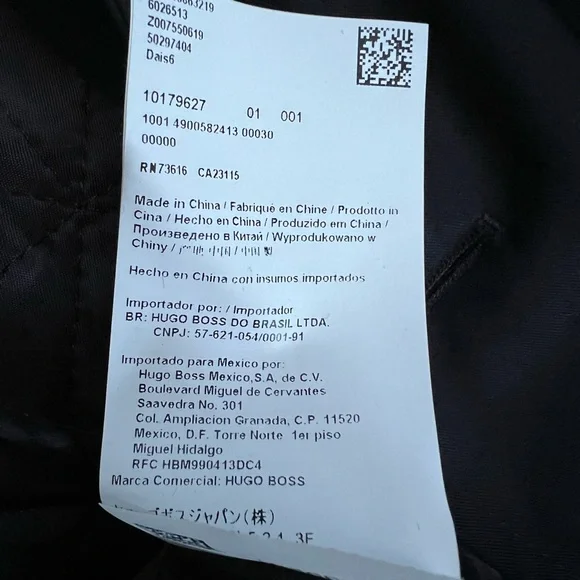 6026513
Z007550619
50297404
Dais6
10179627 01 001
1001 4900582413 00030
00000
RN73616 CA23115
Made in China / Fabriqué en Chine / Prodotto in
Cina / Hecho en China / Produzido em China /
Произведено в Китай / Wyprodukowano w
Chiny /
Hecho en China con insumos importados
Importador por: / Importador
BR: HUGO BOSS DO BRASIL LTDA.
CNPJ: 57-621-054/0001-91
Importado para Mexico por:
Hugo Boss Mexico,S.A, de C.V.
Boulevard Miguel de Cervantes
Saavedra No. 301
Col. Ampliacion Granada, C.P. 11520
Mexico, D.F. Torre Norte 1er piso
Miguel Hidalgo
RFC HBM990413DC4
Marca Comercial: HUGO BOSS
ボスジャパン(株)
3F